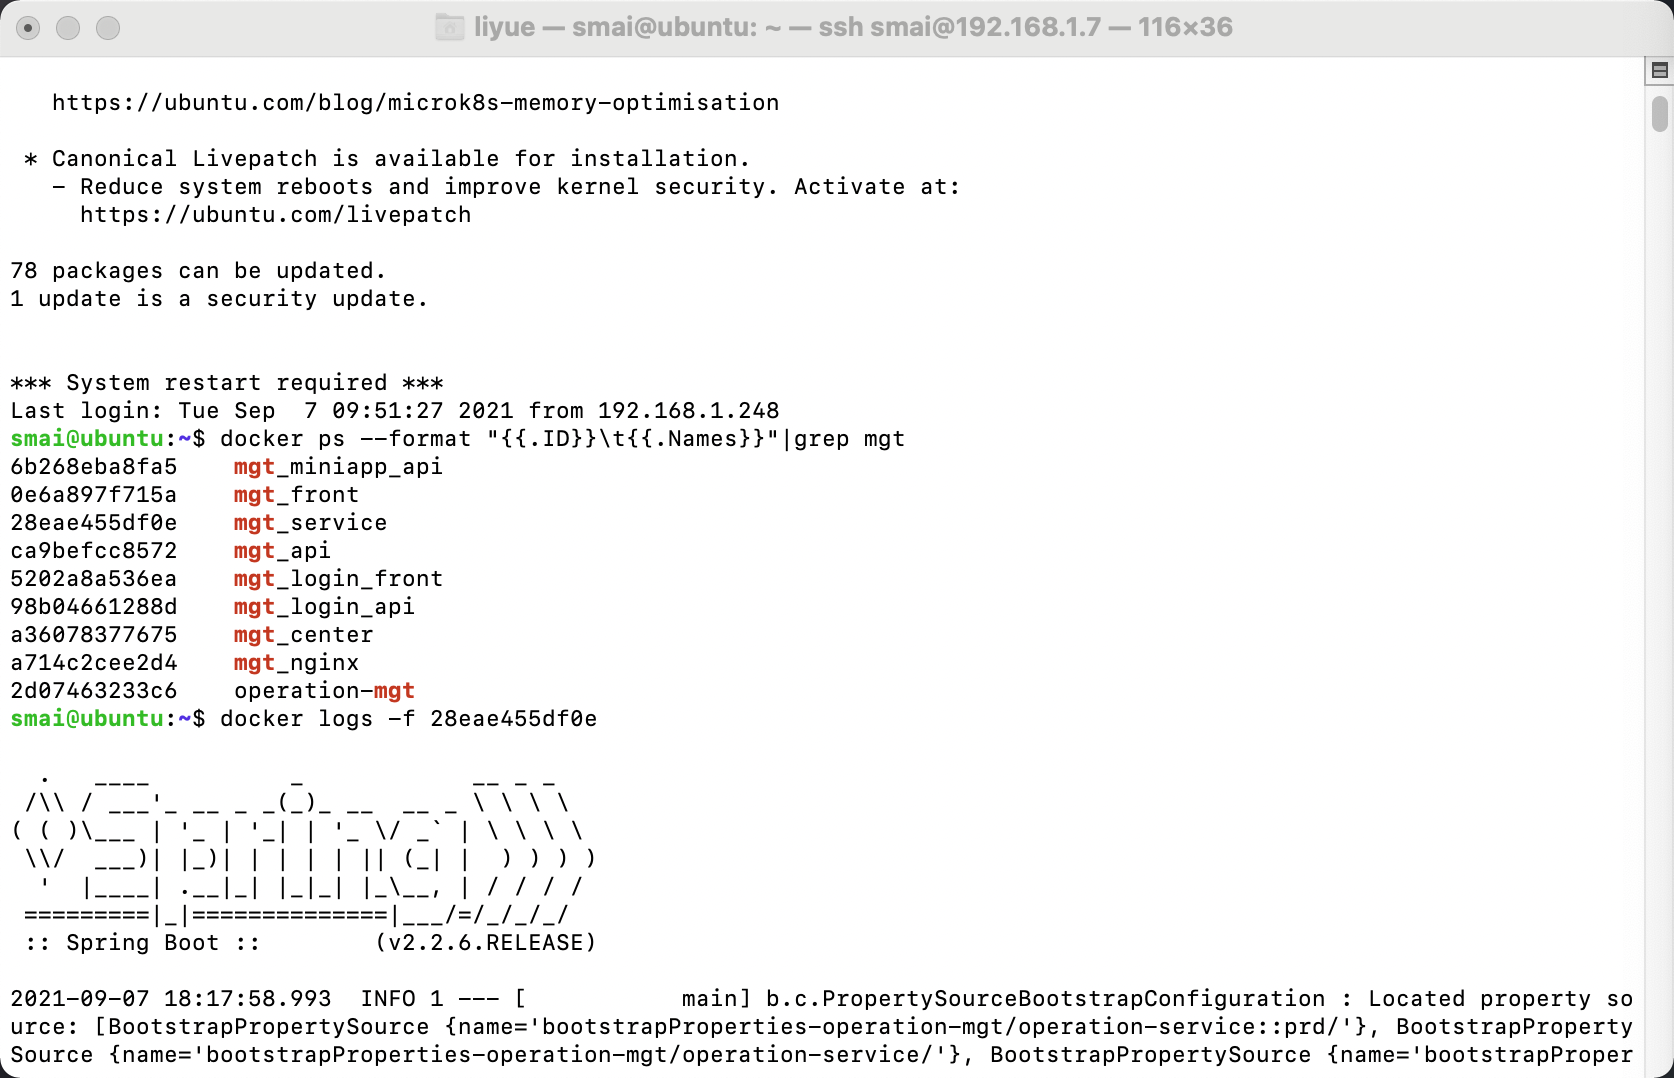 liyue — smai@ubuntu: ~ — ssh smai@192.168.1.7 — 116×36
https://ubuntu.com/blog/microk8s-memory-optimisation
 * Canonical Livepatch is available for installation.
   - Reduce system reboots and improve kernel security. Activate at:
     https://ubuntu.com/livepatch
78 packages can be updated.
1 update is a security update.
*** System restart required ***
Last login: Tue Sep  7 09:51:27 2021 from 192.168.1.248
smai@ubuntu:~$ docker ps --format "{{.ID}}\t{{.Names}}"|grep mgt
6b268eba8fa5    mgt_miniapp_api
0e6a897f715a    mgt_front
28eae455df0e    mgt_service
ca9befcc8572    mgt_api
5202a8a536ea    mgt_login_front
98b04661288d    mgt_login_api
a36078377675    mgt_center
a714c2cee2d4    mgt_nginx
2d07463233c6    operation-mgt
smai@ubuntu:~$ docker logs -f 28eae455df0e
  .   ____          _            __ _ _
 /\\ / ___'_ __ _ _(_)_ __  __ _ \ \ \ \
( ( )\___ | '_ | '_| | '_ \/ _` | \ \ \ \
 \\/  ___)| |_)| | | | | || (_| |  ) ) ) )
  '  |____| .__|_| |_|_| |_\__, | / / / /
 =========|_|==============|___/=/_/_/_/
 :: Spring Boot ::        (v2.2.6.RELEASE)
2021-09-07 18:17:58.993  INFO 1 --- [           main] b.c.PropertySourceBootstrapConfiguration : Located property so
urce: [BootstrapPropertySource {name='bootstrapProperties-operation-mgt/operation-service::prd/'}, BootstrapProperty
Source {name='bootstrapProperties-operation-mgt/operation-service/'}, BootstrapPropertySource {name='bootstrapProper